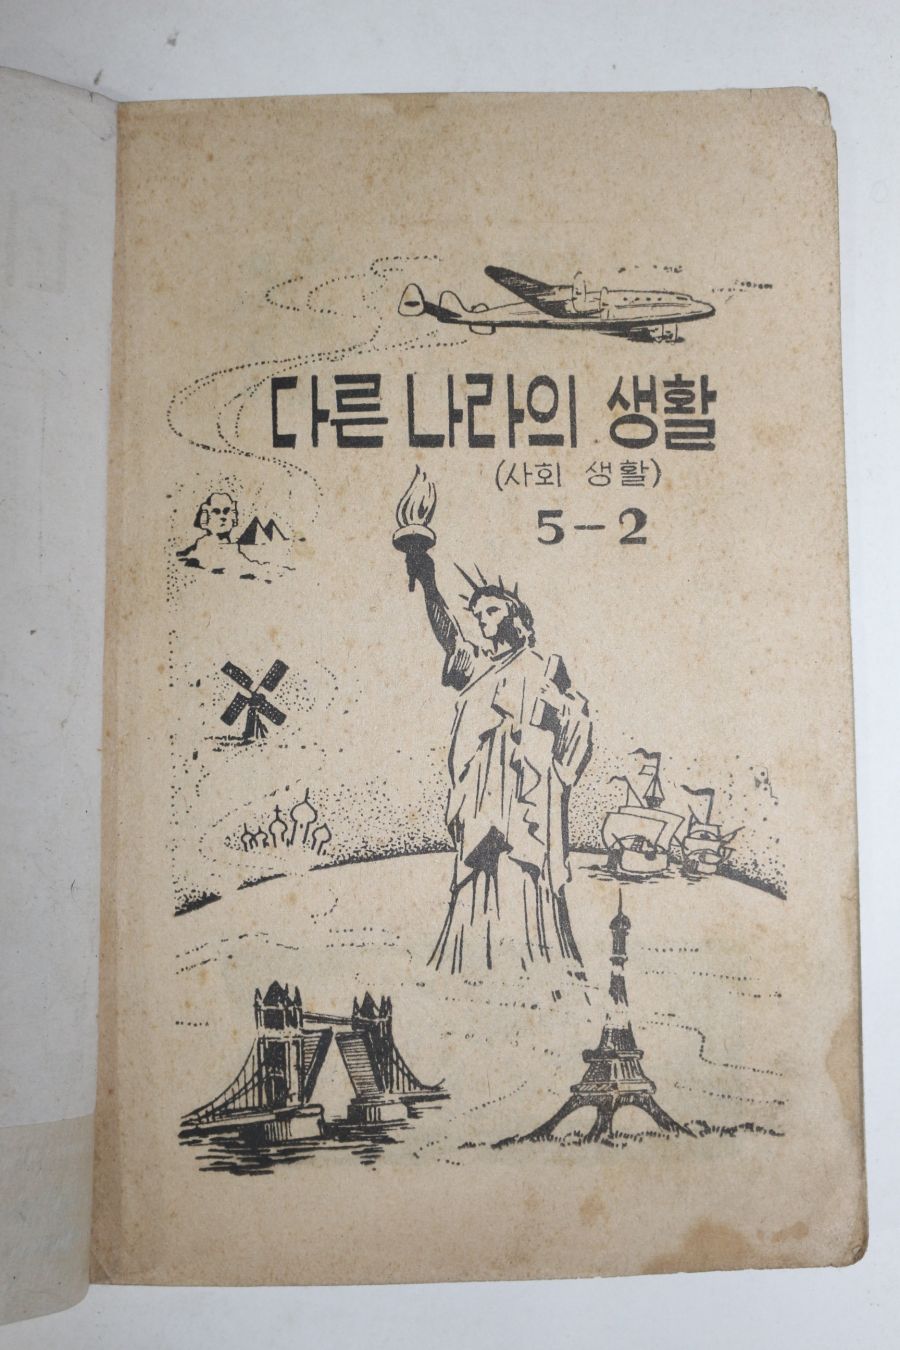 다른 나라의 생활
(사회 생활)
5-2